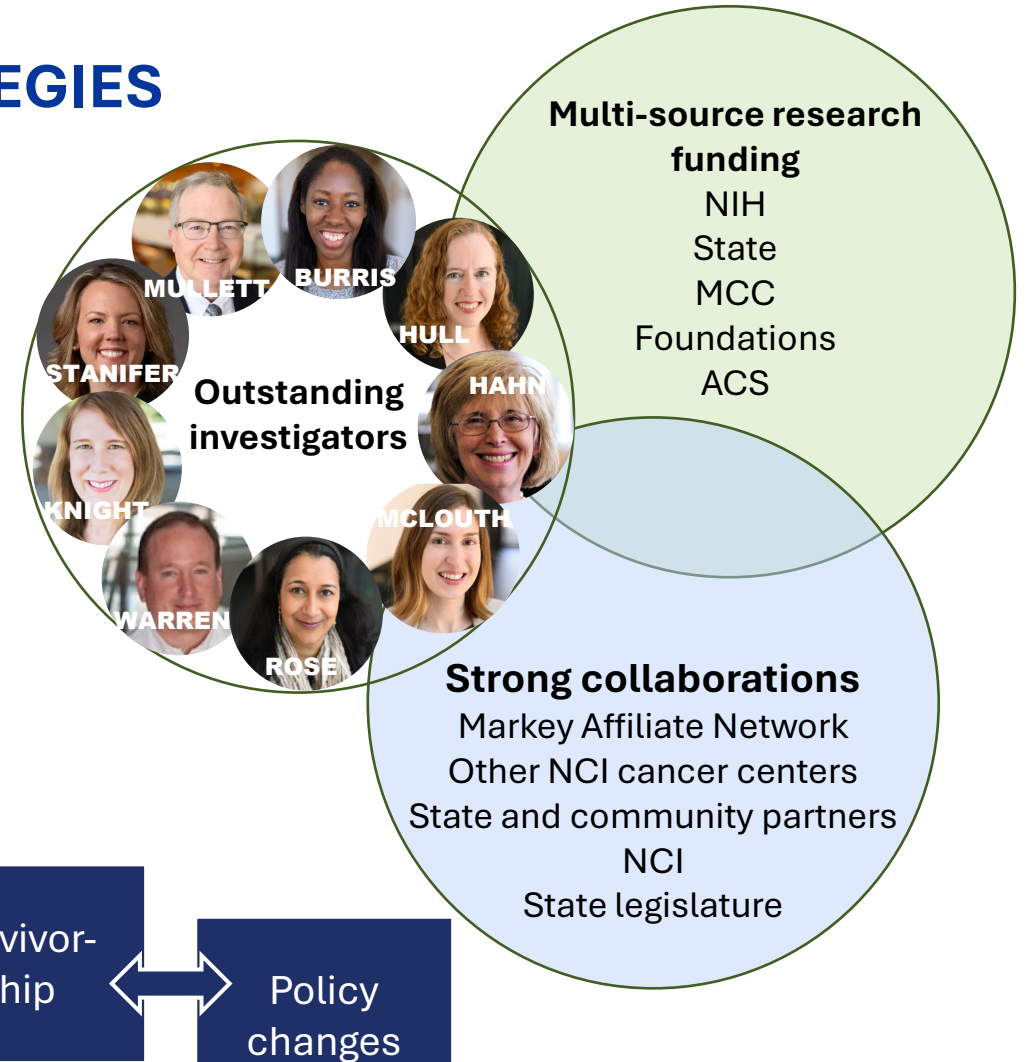 EGIES
Multi-source research
funding
NIH
State
MCC
Foundations
ACS
MULLETT
BURRIS
HULL
STANIFER
HAHN
Outstanding
investigators
KNIGHT
MCLOUTH
WARREN
ROSE
Strong collaborations
Markey Affiliate Network
Other NCI cancer centers
State and community partners
NCI
State legislature
vivor-
hip
Policy
changes